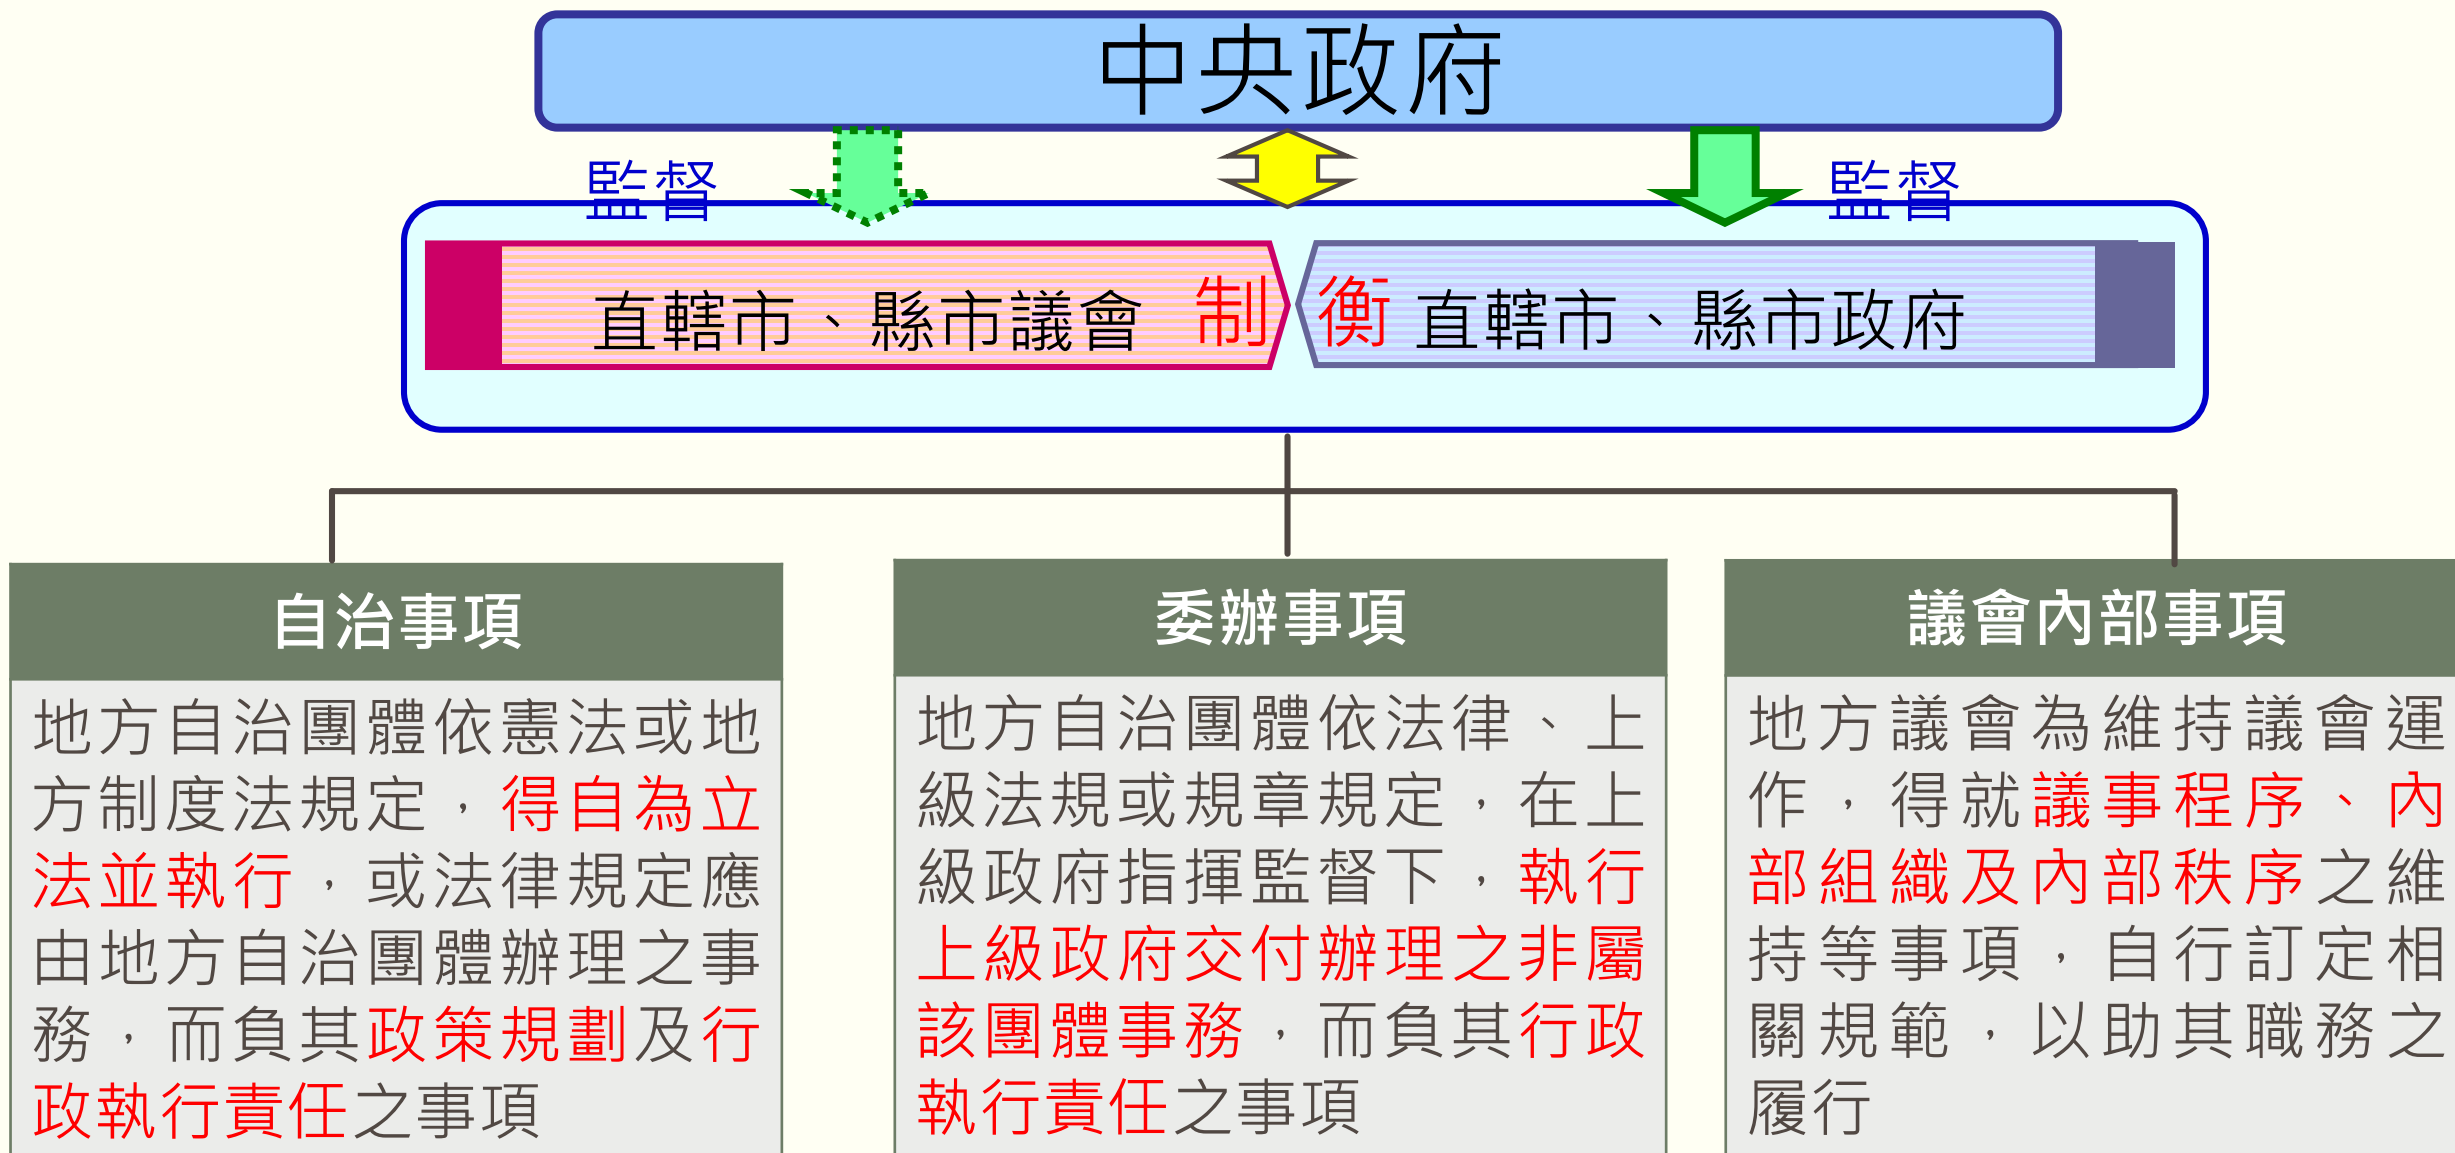 中央政府
監督
監督
直轄市、縣市議會
制
衡
直轄市、縣市政府
自治事項
地方自治團體依憲法或地
方制度法規定，得自為立
法並執行，或法律規定應
由地方自治團體辦理之事
務，而負其政策規劃及行
政執行責任之事項
委辦事項
地方自治團體依法律、上
級法規或規章規定，在上
級政府指揮監督下，執行
上級政府交付辦理之非屬
該團體事務，而負其行政
執行責任之事項
議會內部事項
地方議會為維持議會運
作，得就議事程序、內
部組織及內部秩序之維
持等事項，自行訂定相
關規範，以助其職務之
履行